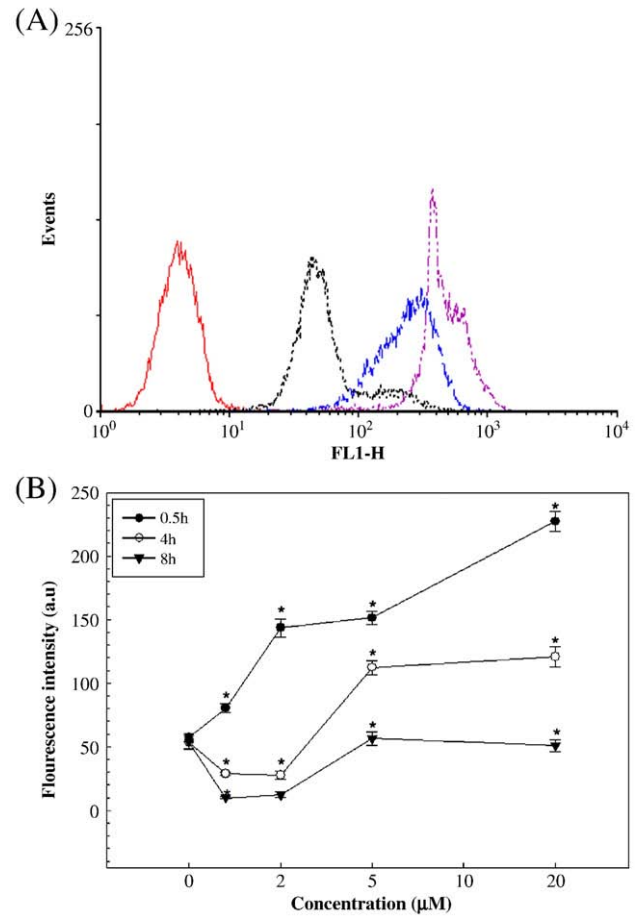 (A)
256
Events
0
10^0 10^1 10^2 10^3 10^4
FL1-H
(B)
250
200
150
100
50
0
Flourescence intensity (a.u)
0.5h
4h
8h
* * * *
* * * *
* * *
0 2 5 10 20
Concentration (μM)